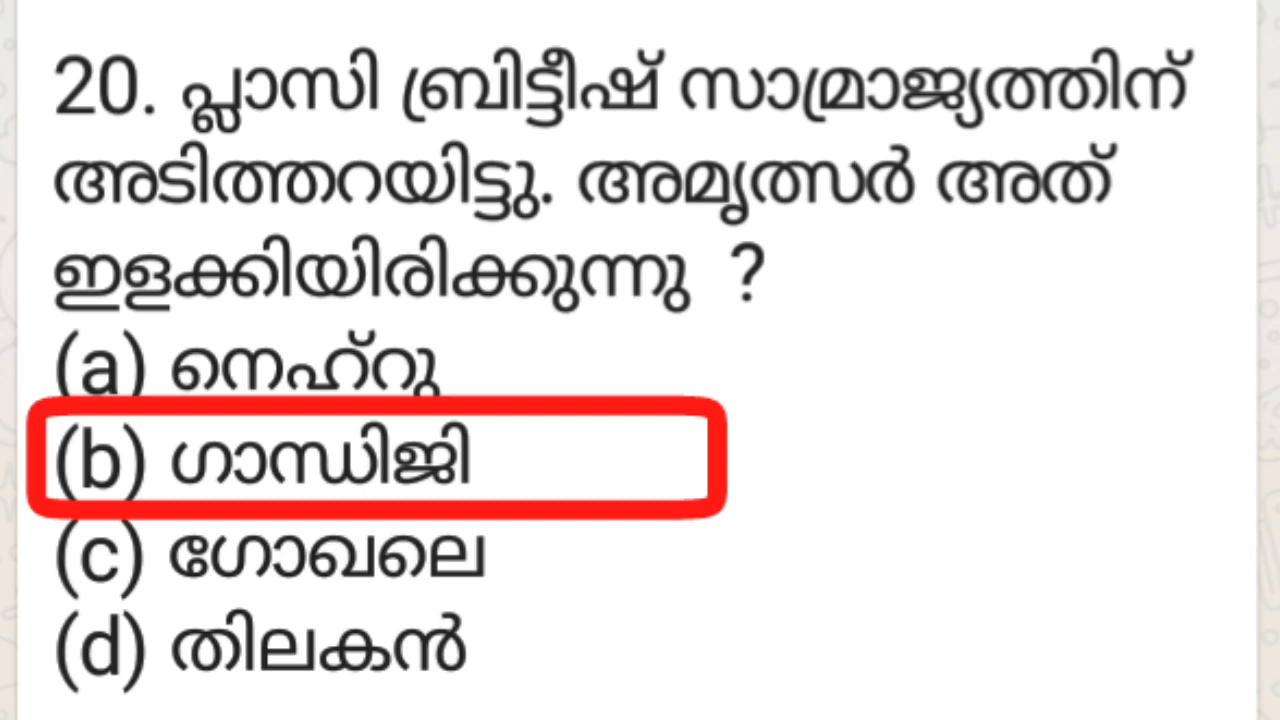 20. പ്ലാസി ബ്രിട്ടീഷ് സാമ്രാജ്യത്തിന്
അടിത്തറയിട്ടു. അമൃത്സർ അത്
ഇളക്കിയിരിക്കുന്നു ?
(a) നെഹ്റു
(b) ഗാന്ധിജി
(c) ഗോഖലെ
(d) തിലകൻ